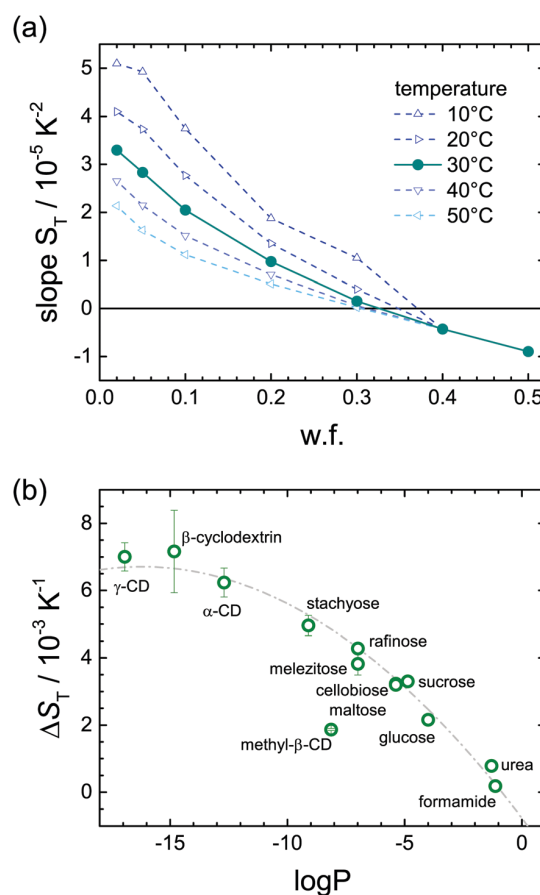 (a)
slope S_T / 10^-5 K^-2
5
4
3
2
1
0
-1
temperature
10°C
20°C
30°C
40°C
50°C
0.0 0.1 0.2 0.3 0.4 0.5
w.f.
(b)
ΔS_T / 10^-3 K^-1
8
6
4
2
0
β-cyclodextrin
γ-CD
α-CD
stachyose
rafinose
melezitose
cellobiose
sucrose
maltose
methyl-β-CD
glucose
urea
formamide
-15 -10 -5 0
logP